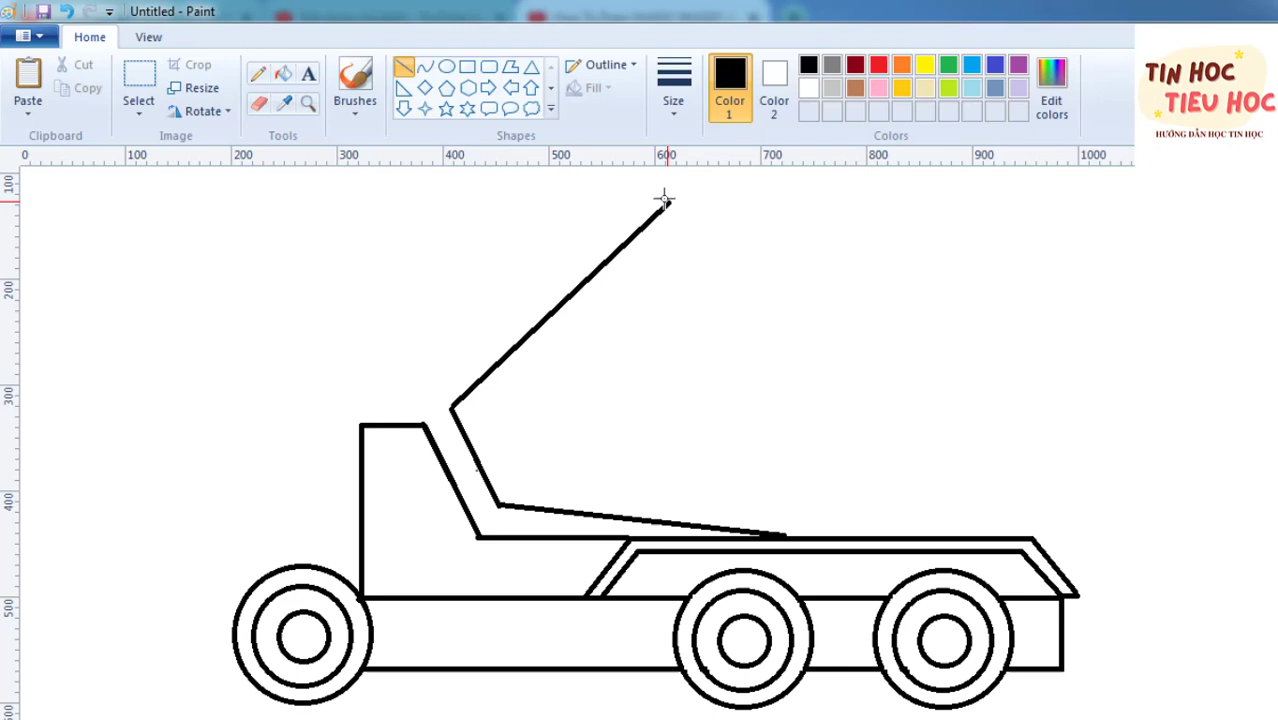 Untitled - Paint
Home View
Paste
Cut
Copy
Clipboard
Select
Crop
Resize
Rotate
Image
A
Tools
Brushes
Outline
Fill
Shapes
Size
Color 1
Color 2
Edit colors
Colors
TIN HOC
TIEU HOC
HƯỚNG DẪN HỌC TIN HỌC
0 100 200 300 400 500 600 700 800 900 1000
100
200
300
400
500